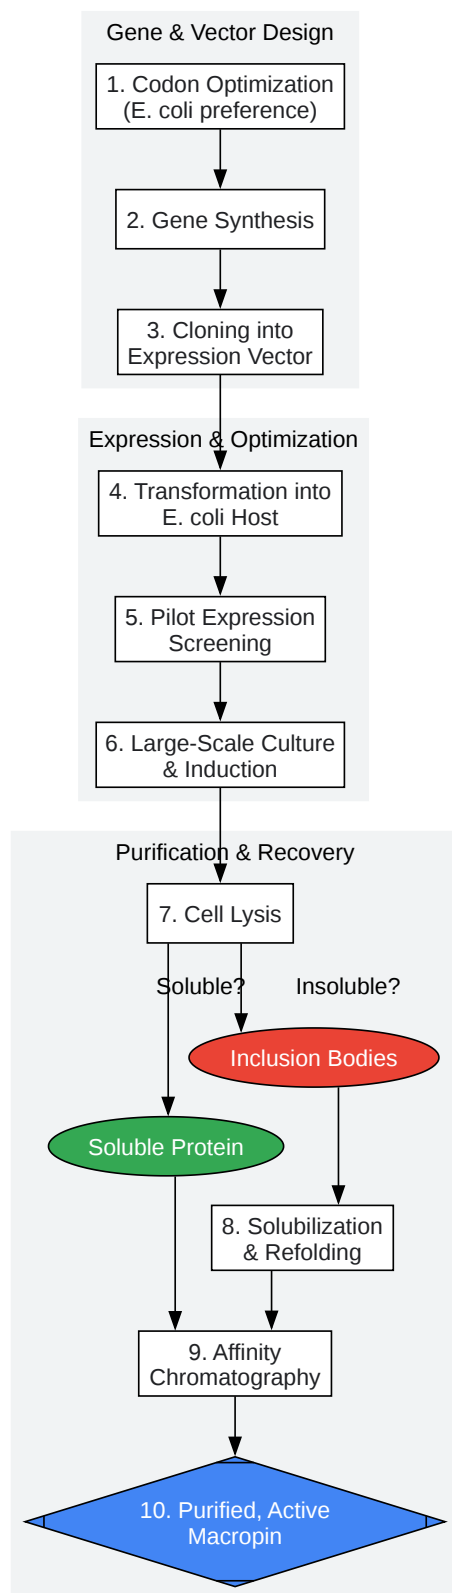 Gene & Vector Design
1. Codon Optimization
(E. coli preference)
2. Gene Synthesis
3. Cloning into
Expression Vector
Expression & Optimization
4. Transformation into
E. coli Host
5. Pilot Expression
Screening
6. Large-Scale Culture
& Induction
Purification & Recovery
7. Cell Lysis
Soluble?
Insoluble?
Inclusion Bodies
Soluble Protein
8. Solubilization
& Refolding
9. Affinity
Chromatography
10. Purified, Active
Macropin